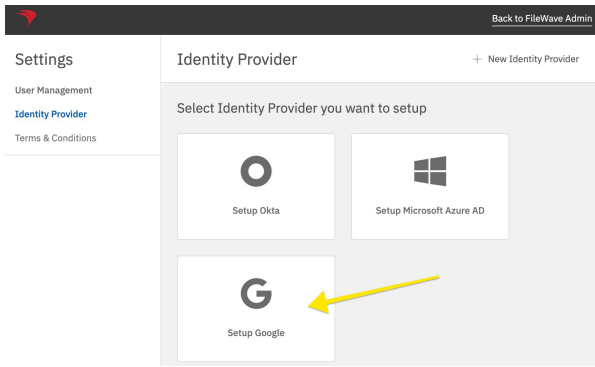 Back to FileWave Admin
Settings
User Management
Identity Provider
Terms & Conditions
Identity Provider
+ New Identity Provider
Select Identity Provider you want to setup
Setup Okta
Setup Microsoft Azure AD
Setup Google